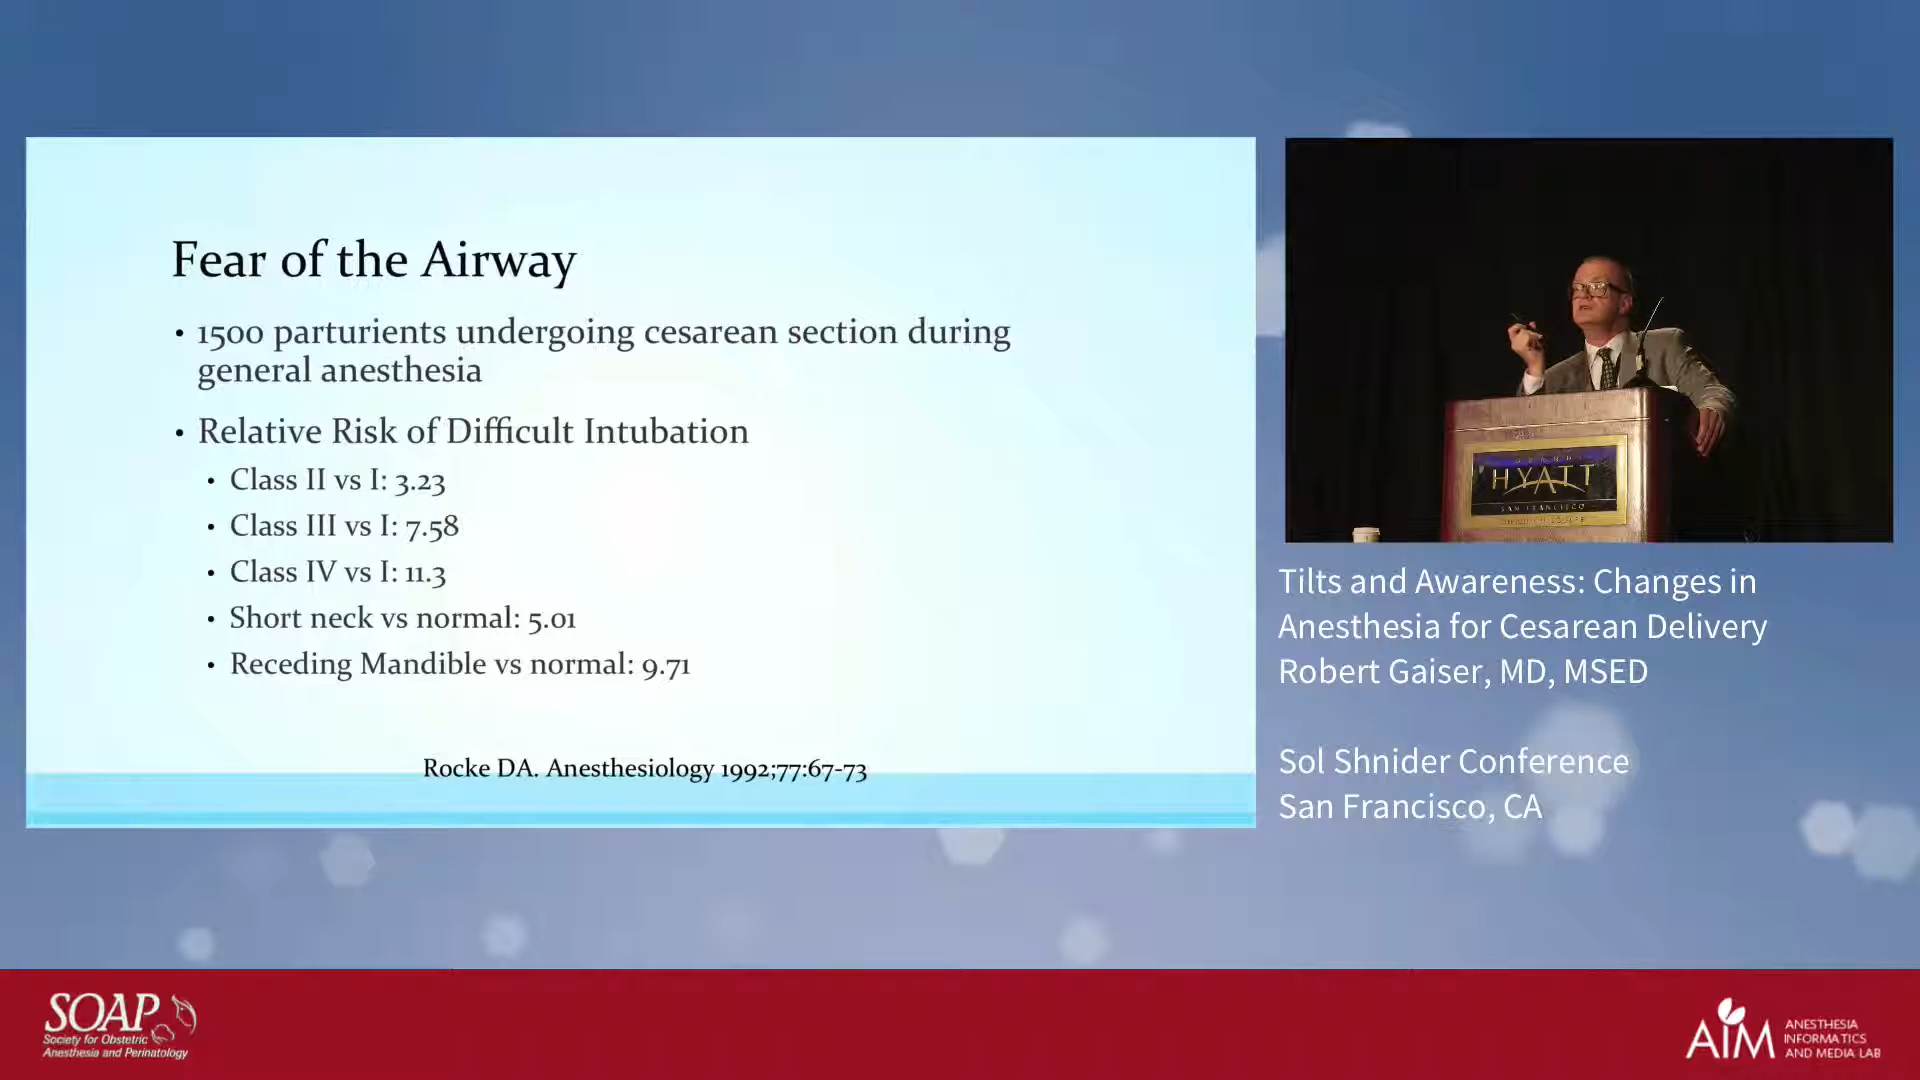 Fear of the Airway
• 1500 parturients undergoing cesarean section during
general anesthesia
• Relative Risk of Difficult Intubation
• Class II vs I: 3.23
• Class III vs I: 7.58
• Class IV vs I: 11.3
• Short neck vs normal: 5.01
• Receding Mandible vs normal: 9.71
Rocke DA. Anesthesiology 1992;77:67-73
HYATT
SAN FRANCISCO
Tilts and Awareness: Changes in
Anesthesia for Cesarean Delivery
Robert Gaiser, MD, MSED
Sol Shnider Conference
San Francisco, CA
SOAP
Society for Obstetric
Anesthesia and Perinatology
AIM
ANESTHESIA
INFORMATICS
AND MEDIA LAB